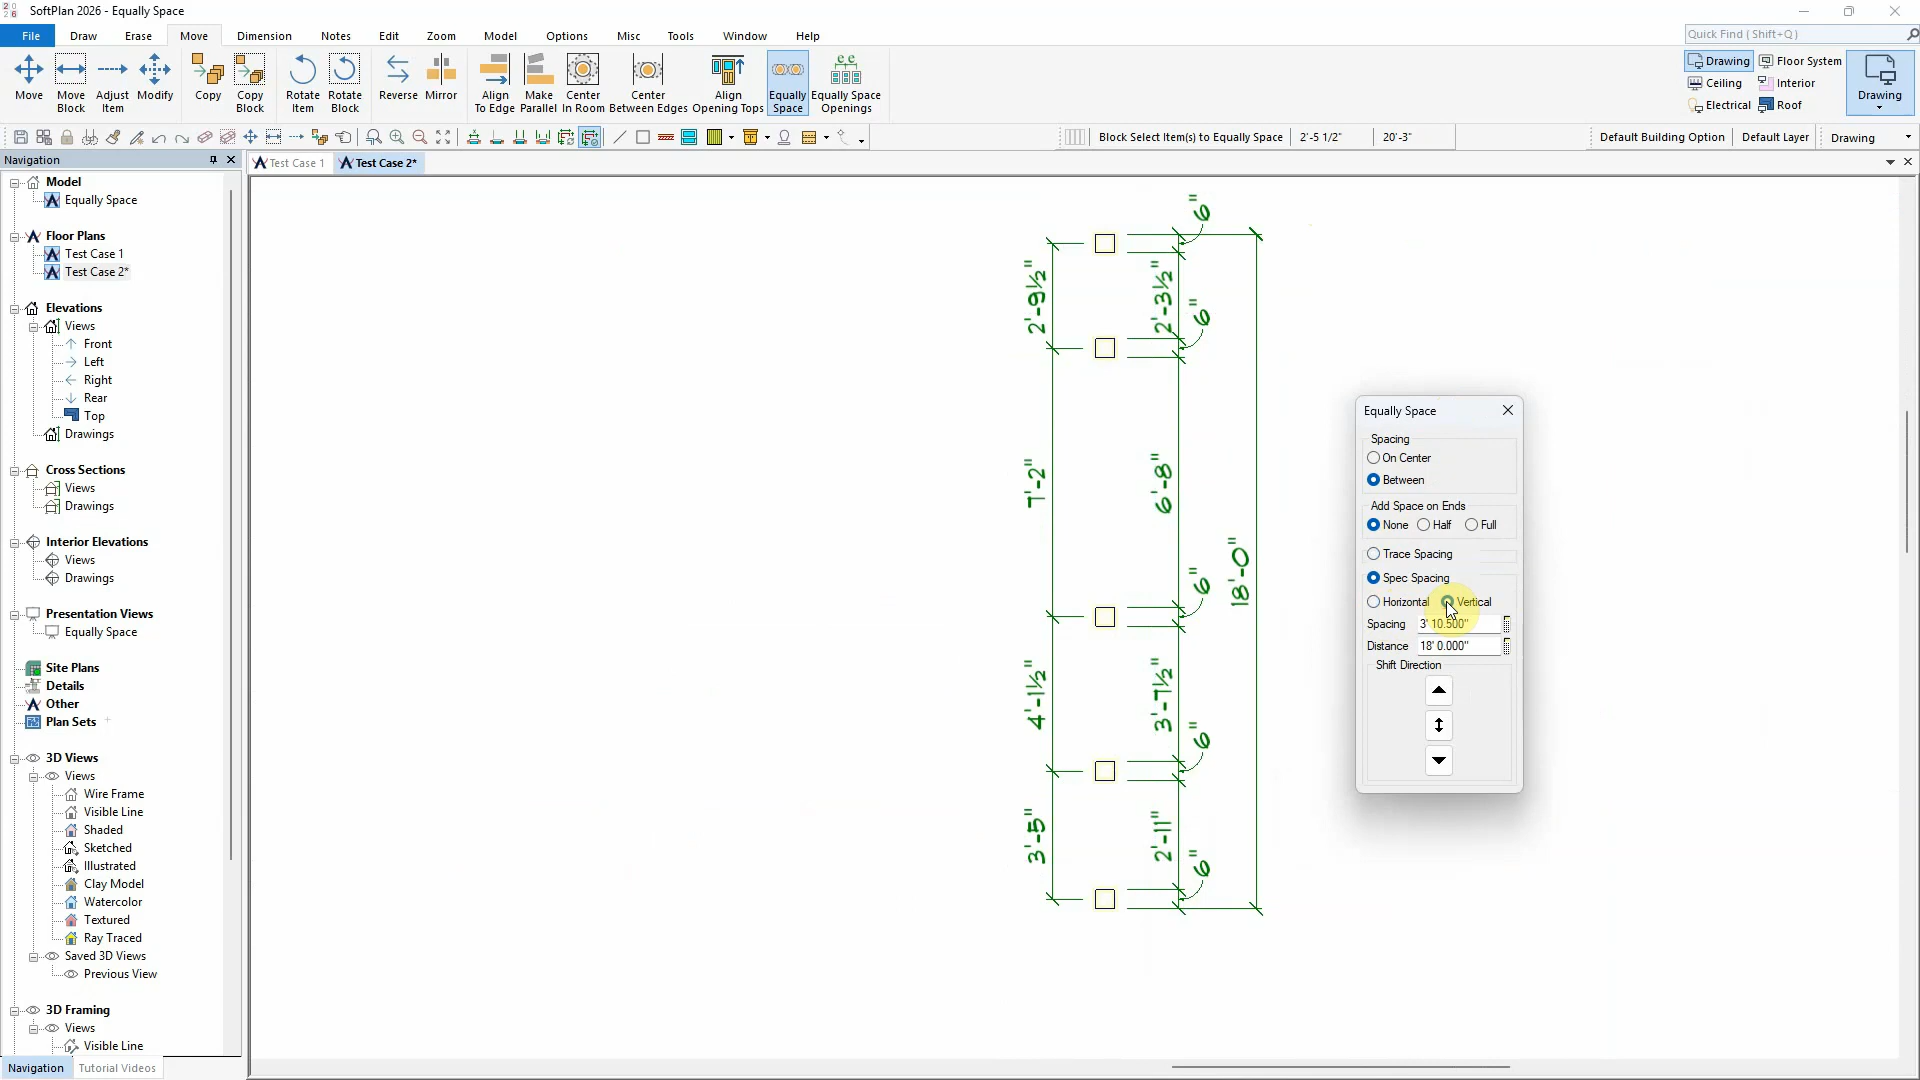 SoftPlan 2026 - Equally Space
File Draw Erase Move Dimension Notes Edit Zoom Model Options Misc Tools Window Help
Quick Find ( Shift+Q )
Move
Move Block
Adjust Item
Modify
Copy
Copy Block
Rotate Item
Rotate Block
Reverse
Mirror
Align To Edge
Make Parallel
Center In Room
Center Between Edges
Align Opening Tops
Equally Space
Equally Space Openings
Drawing
Floor System
Ceiling
Interior
Electrical
Roof
Drawing
Block Select Item(s) to Equally Space 2'-5 1/2" 20'-3"
Default Building Option Default Layer Drawing
Navigation
Test Case 1
Test Case 2*
Model
Equally Space
Floor Plans
Test Case 1
Test Case 2*
Elevations
Views
Front
Left
Right
Rear
Top
Drawings
Cross Sections
Views
Drawings
Interior Elevations
Views
Drawings
Presentation Views
Equally Space
Site Plans
Details
Other
Plan Sets
3D Views
Views
Wire Frame
Visible Line
Shaded
Sketched
Illustrated
Clay Model
Watercolor
Textured
Ray Traced
Saved 3D Views
Previous View
3D Framing
Views
Visible Line
Navigation Tutorial Videos
6"
2'-9½"
2'-3½"
6"
7'-2"
6'-8"
18'-0"
6"
4'-1½"
3'-7½"
6"
3'-5"
2'-11"
6"
Equally Space
Spacing
On Center
Between
Add Space on Ends
None Half Full
Trace Spacing
Spec Spacing
Horizontal Vertical
Spacing 3' 10.500"
Distance 18' 0.000"
Shift Direction